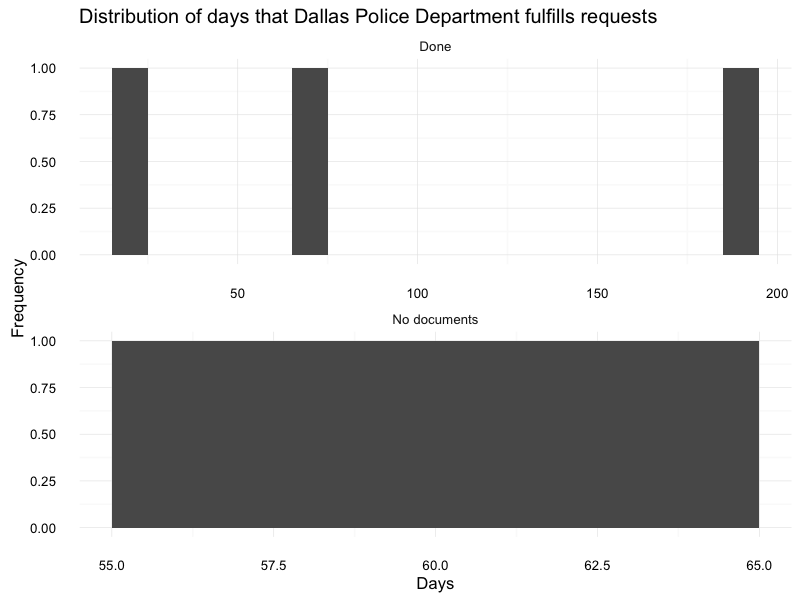 Distribution of days that Dallas Police Department fulfills requests
Done
1.00
0.75
0.50
0.25
0.00
50 100 150 200
Frequency
No documents
1.00
0.75
0.50
0.25
0.00
55.0 57.5 60.0 62.5 65.0
Days